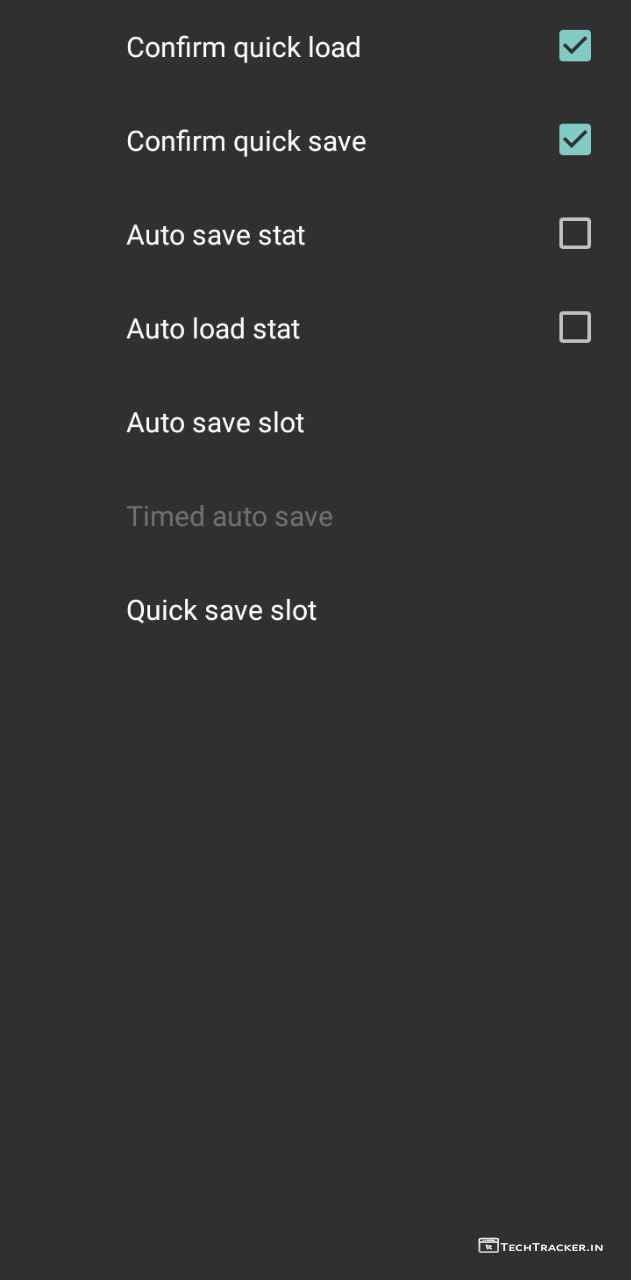 Confirm quick load
Confirm quick save
Auto save stat
Auto load stat
Auto save slot
Timed auto save
Quick save slot
TechTracker.in